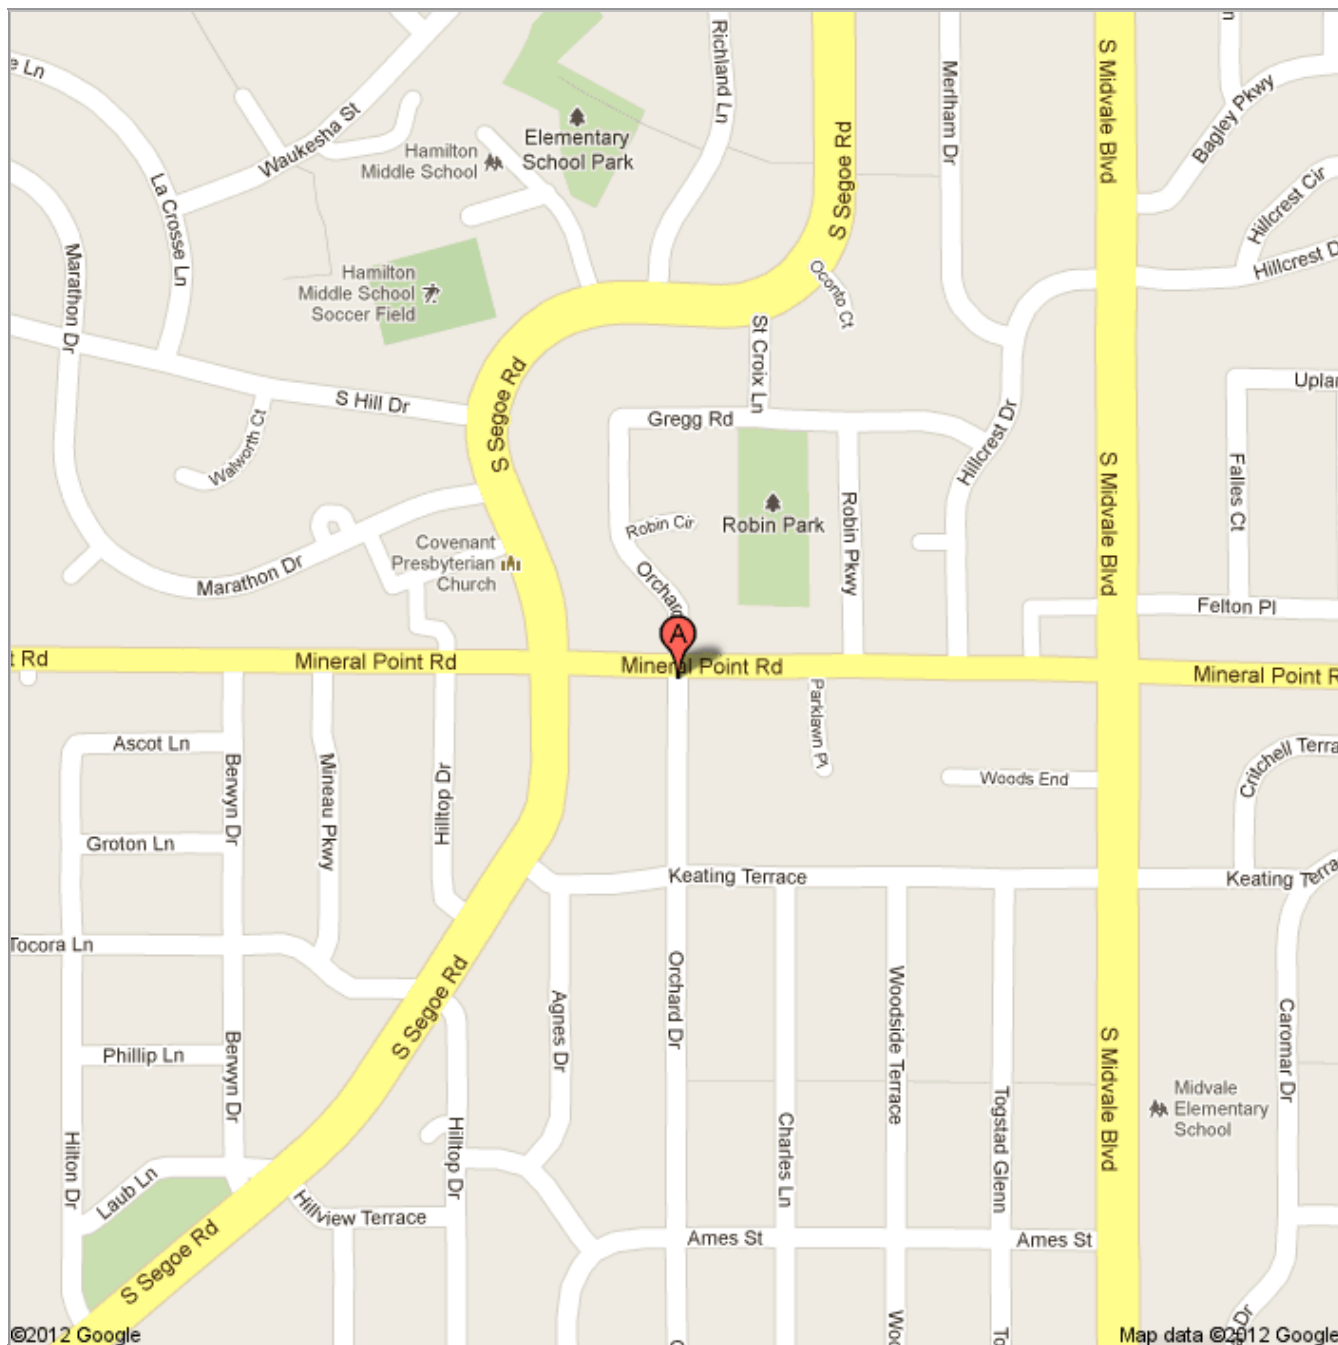 e Ln
Waukesha St
La Crosse Ln
Marathon Dr
Hamilton
Middle School
Elementary
School Park
Richland Ln
S Segoe Rd
Merlham Dr
S Midvale Blvd
Bagley Pkwy
Hillcrest Cir
Hillcrest D
Hamilton
Middle School
Soccer Field
Oconto Ct
St Croix Ln
S Hill Dr
Walworth Ct
S Segoe Rd
Gregg Rd
Hillcrest Dr
Uplan
Falles Ct
S Midvale Blvd
Robin Park
Robin Pkwy
Robin Cir
Orchard
Covenant
Presbyterian
Church
Marathon Dr
Felton Pl
A
t Rd
Mineral Point Rd
Mineral Point Rd
Mineral Point R
Ascot Ln
Berwyn Dr
Mineau Pkwy
Hilltop Dr
Parklawn Pl
Woods End
Critchell Terra
Groton Ln
Keating Terrace
Keating Terra
Tocora Ln
S Segoe Rd
Agnes Dr
Orchard Dr
Woodside Terrace
Caromar Dr
Phillip Ln
Berwyn Dr
Hilltop Dr
Charles Ln
Togstad Glenn
S Midvale Blvd
Midvale
Elementary
School
Hilton Dr
Laub Ln
Hillview Terrace
Ames St
Ames St
S Segoe Rd
Woo
To
Dr
©2012 Google
Map data ©2012 Google